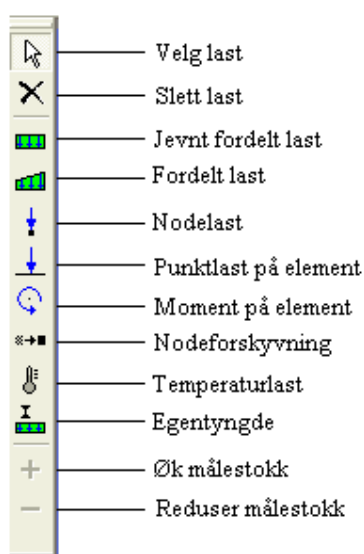 Velg last
Slett last
Jevnt fordelt last
Fordelt last
Nodelast
Punktlast på element
Moment på element
Nodeforskyvning
Temperaturlast
Egentyngde
Øk målestokk
Reduser målestokk